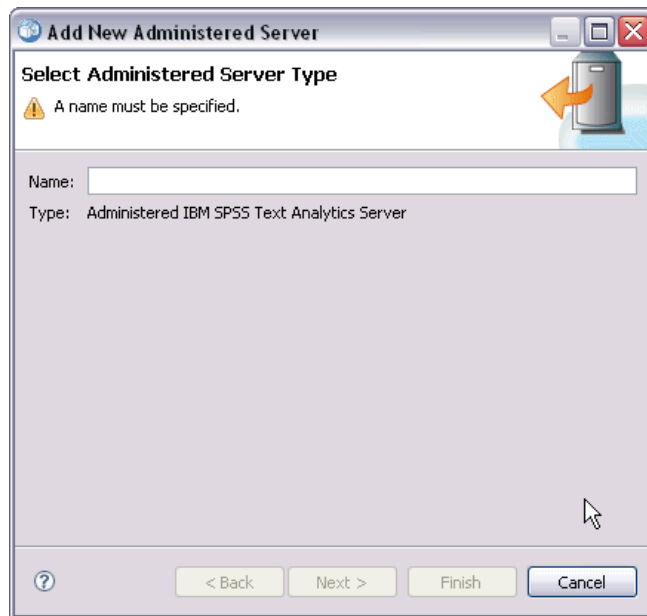 Add New Administered Server
Select Administered Server Type
A name must be specified.
Name:
Type: Administered IBM SPSS Text Analytics Server
? < Back Next > Finish Cancel